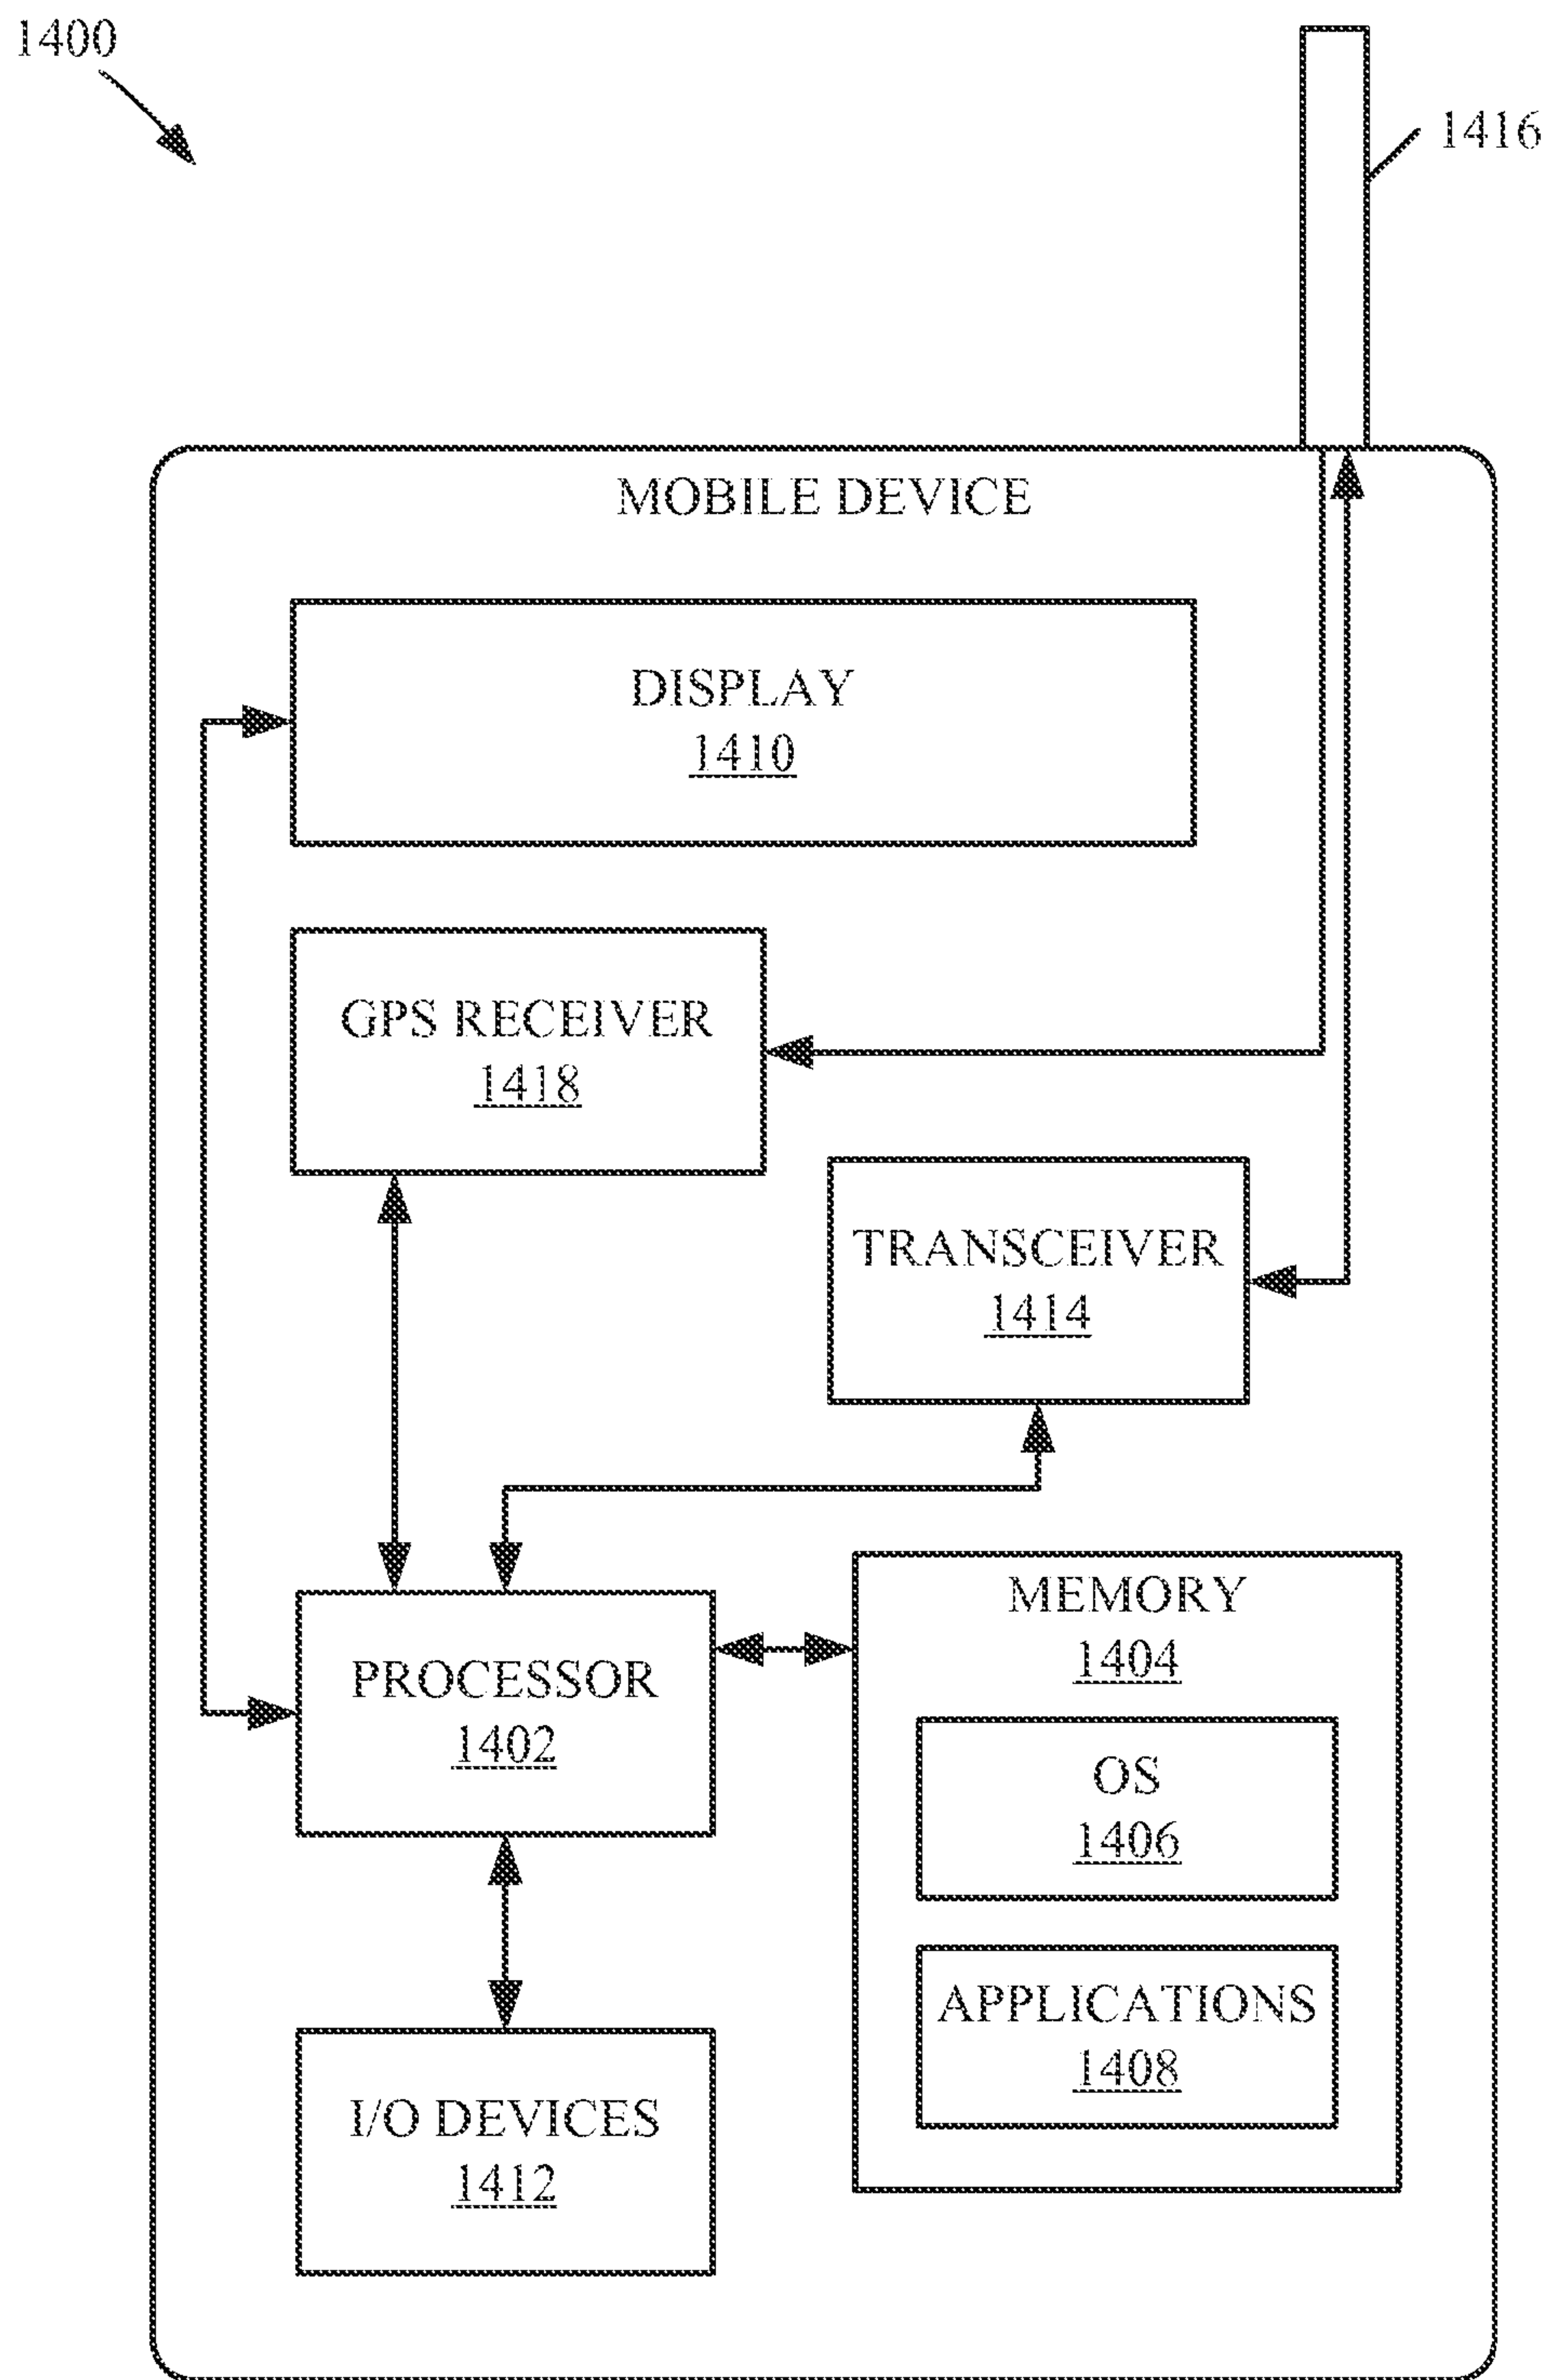 1400
1416
MOBILE DEVICE
DISPLAY
1410
GPS RECEIVER
1418
TRANSCEIVER
1414
MEMORY
1404
PROCESSOR
1402
OS
1406
APPLICATIONS
1408
I/O DEVICES
1412